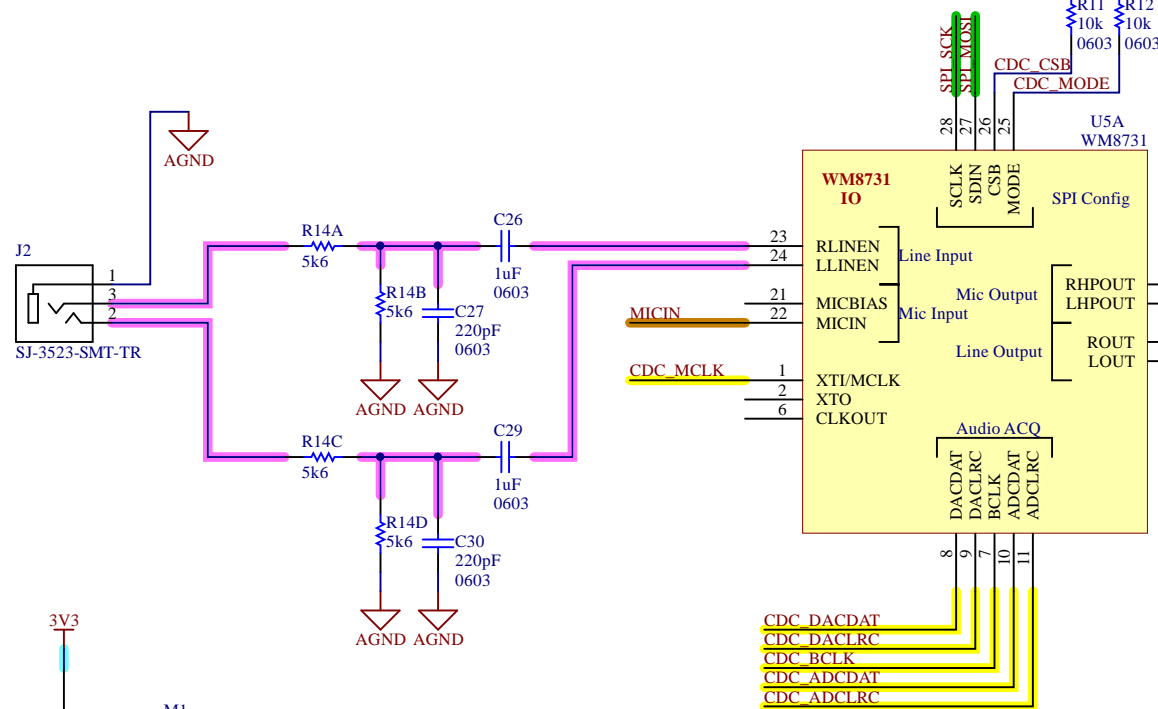 R11
10k
0603
R12
10k
0603
SPI_SCK
SPI_MOSI
CDC_CSB
CDC_MODE
28
27
26
25
U5A
WM8731
AGND
WM8731
IO
SCLK
SDIN
CSB
MODE
SPI Config
J2
1
3
2
SJ-3523-SMT-TR
R14A
5k6
C26
1uF
0603
R14B
5k6
C27
220pF
0603
AGND
AGND
23
24
RLINEN
LLINEN
Line Input
21
22
MICBIAS
MICIN
Mic Input
MICIN
Mic Output
RHPOUT
LHPOUT
Line Output
ROUT
LOUT
CDC_MCLK
1
2
6
XTI/MCLK
XTO
CLKOUT
R14C
5k6
C29
1uF
0603
R14D
5k6
C30
220pF
0603
AGND
AGND
Audio ACQ
DACDAT
DACLRC
BCLK
ADCDAT
ADCLRC
8
9
7
10
11
3V3
CDC_DACDAT
CDC_DACLRC
CDC_BCLK
CDC_ADCDAT
CDC_ADCLRC
M1